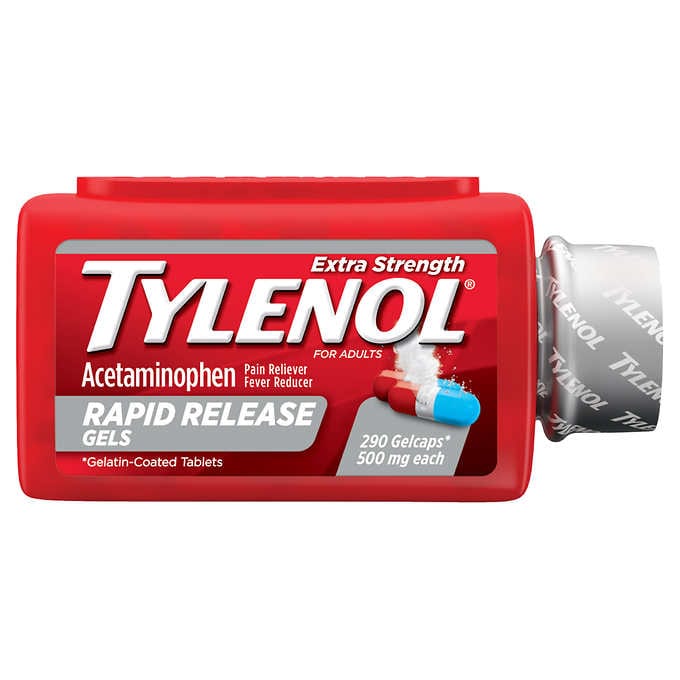 Extra Strength
TYLENOL®
FOR ADULTS
Acetaminophen Pain Reliever
Fever Reducer
RAPID RELEASE
GELS
*Gelatin-Coated Tablets
290 Gelcaps*
500 mg each
TYLENOL
TYLENOL
TYLENOL